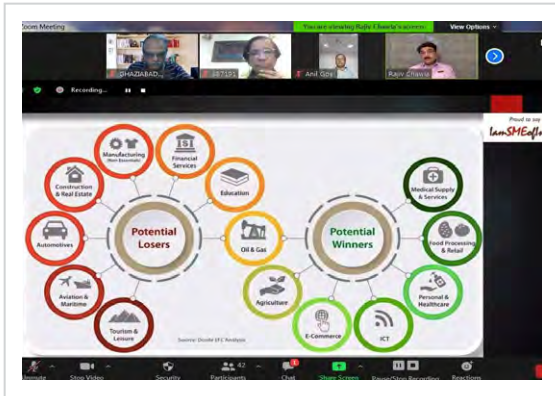 Zoom Meeting
You are viewing Rajiv Chawla's screen
View Options
GHAZIABAD
Anil Goy
Rajiv Chawla
Recording...
Proud to say
IamSMEofIn
Manufacturing
(Non Essentials)
Financial
Services
Construction
& Real Estate
Education
Medical Supply
& Services
Automotives
Potential
Losers
Oil & Gas
Potential
Winners
Food Processing
& Retail
Aviation &
Maritime
Agriculture
Personal &
Healthcare
Tourism &
Leisure
E-Commerce
ICT
Source: Dcode EFC Analysis
Unmute
Stop Video
Security
Participants
42
Chat
1
Share Screen
Pause/Stop Recording
Reactions